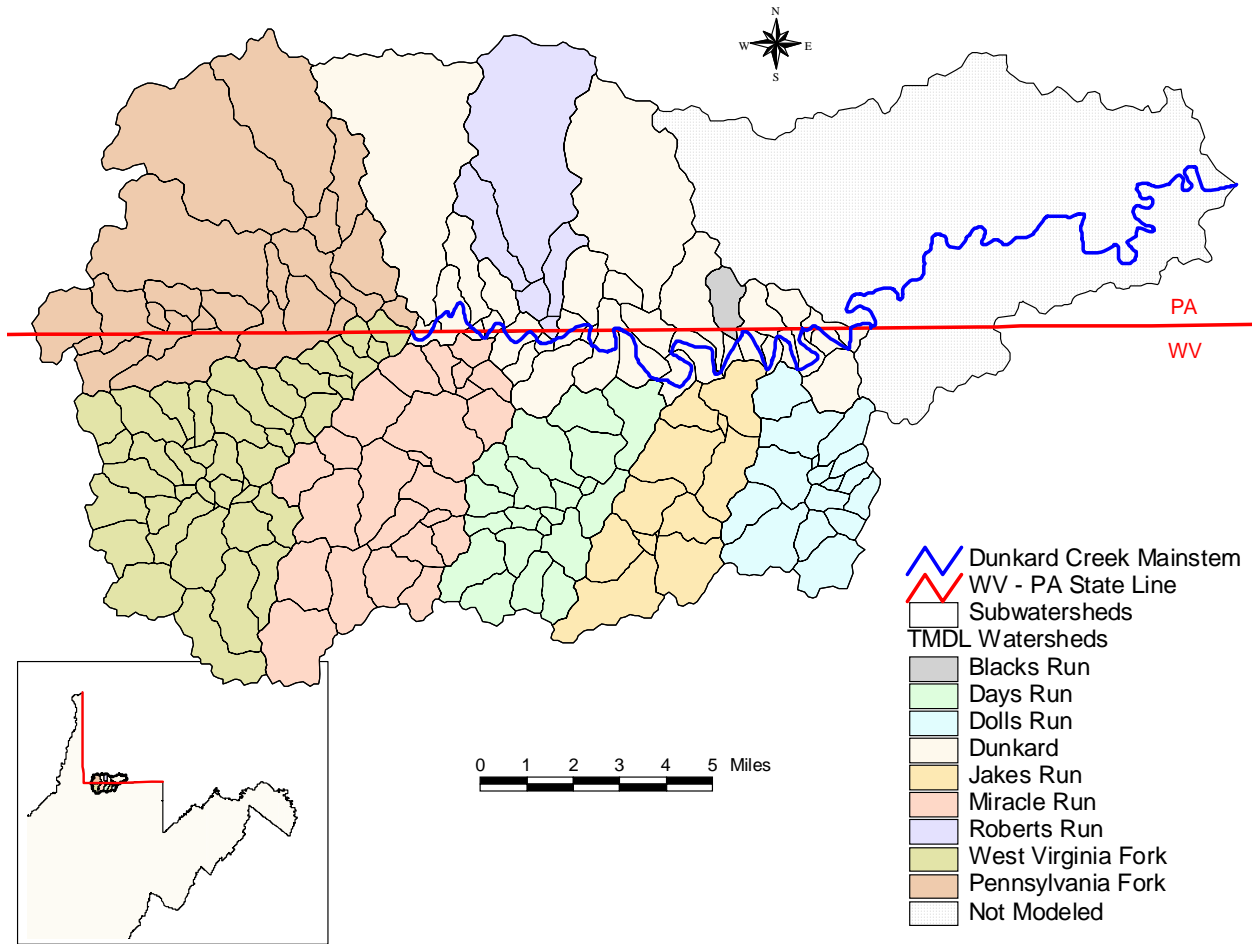 N
W E
S
PA
WV
Dunkard Creek Mainstem
WV - PA State Line
Subwatersheds
TMDL Watersheds
Blacks Run
Days Run
Dolls Run
Dunkard
Jakes Run
Miracle Run
Roberts Run
West Virginia Fork
Pennsylvania Fork
Not Modeled
0 1 2 3 4 5 Miles